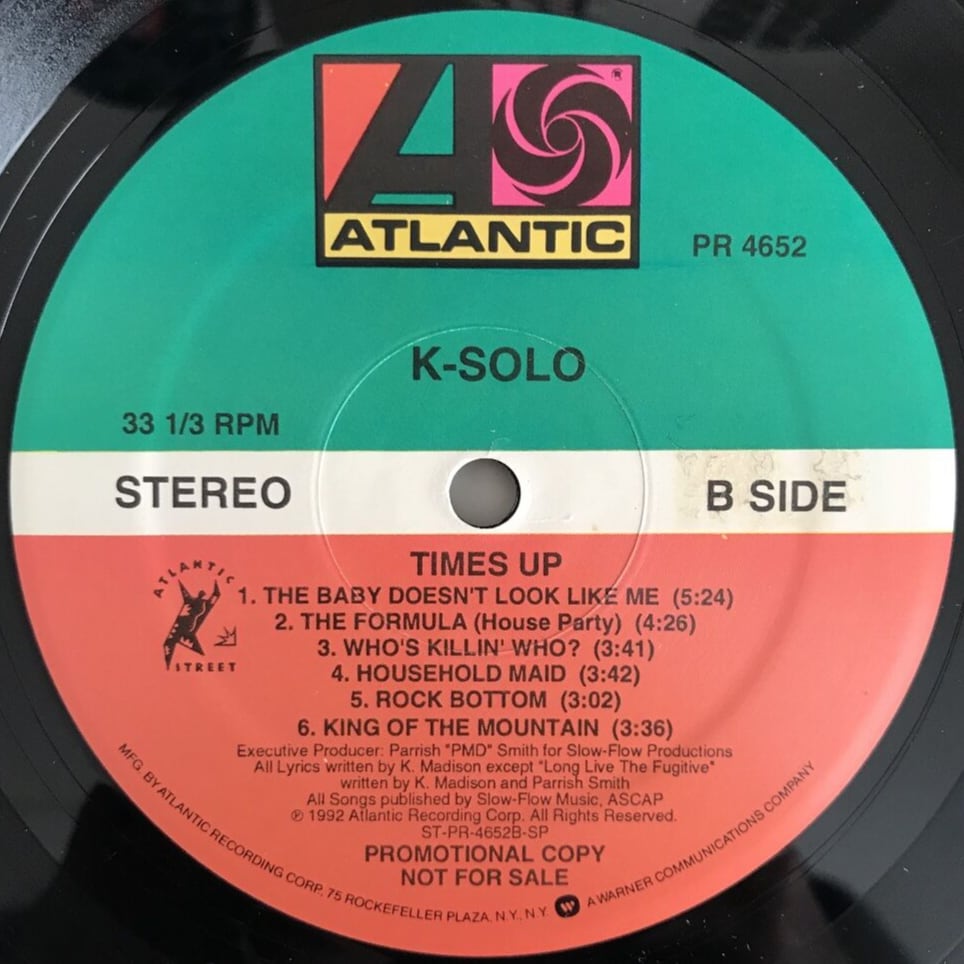 ATLANTIC
®
PR 4652
K-SOLO
33 1/3 RPM
STEREO
B SIDE
TIMES UP
ATLANTIC
STREET
1. THE BABY DOESN'T LOOK LIKE ME (5:24)
2. THE FORMULA (House Party) (4:26)
3. WHO'S KILLIN' WHO? (3:41)
4. HOUSEHOLD MAID (3:42)
5. ROCK BOTTOM (3:02)
6. KING OF THE MOUNTAIN (3:36)
Executive Producer: Parrish "PMD" Smith for Slow-Flow Productions
All Lyrics written by K. Madison except "Long Live The Fugitive"
written by K. Madison and Parrish Smith
All Songs published by Slow-Flow Music, ASCAP
℗ 1992 Atlantic Recording Corp. All Rights Reserved.
ST-PR-4652B-SP
PROMOTIONAL COPY
NOT FOR SALE
MFG. BY ATLANTIC RECORDING CORP. 75 ROCKEFELLER PLAZA, N.Y., N.Y. A WARNER COMMUNICATIONS COMPANY